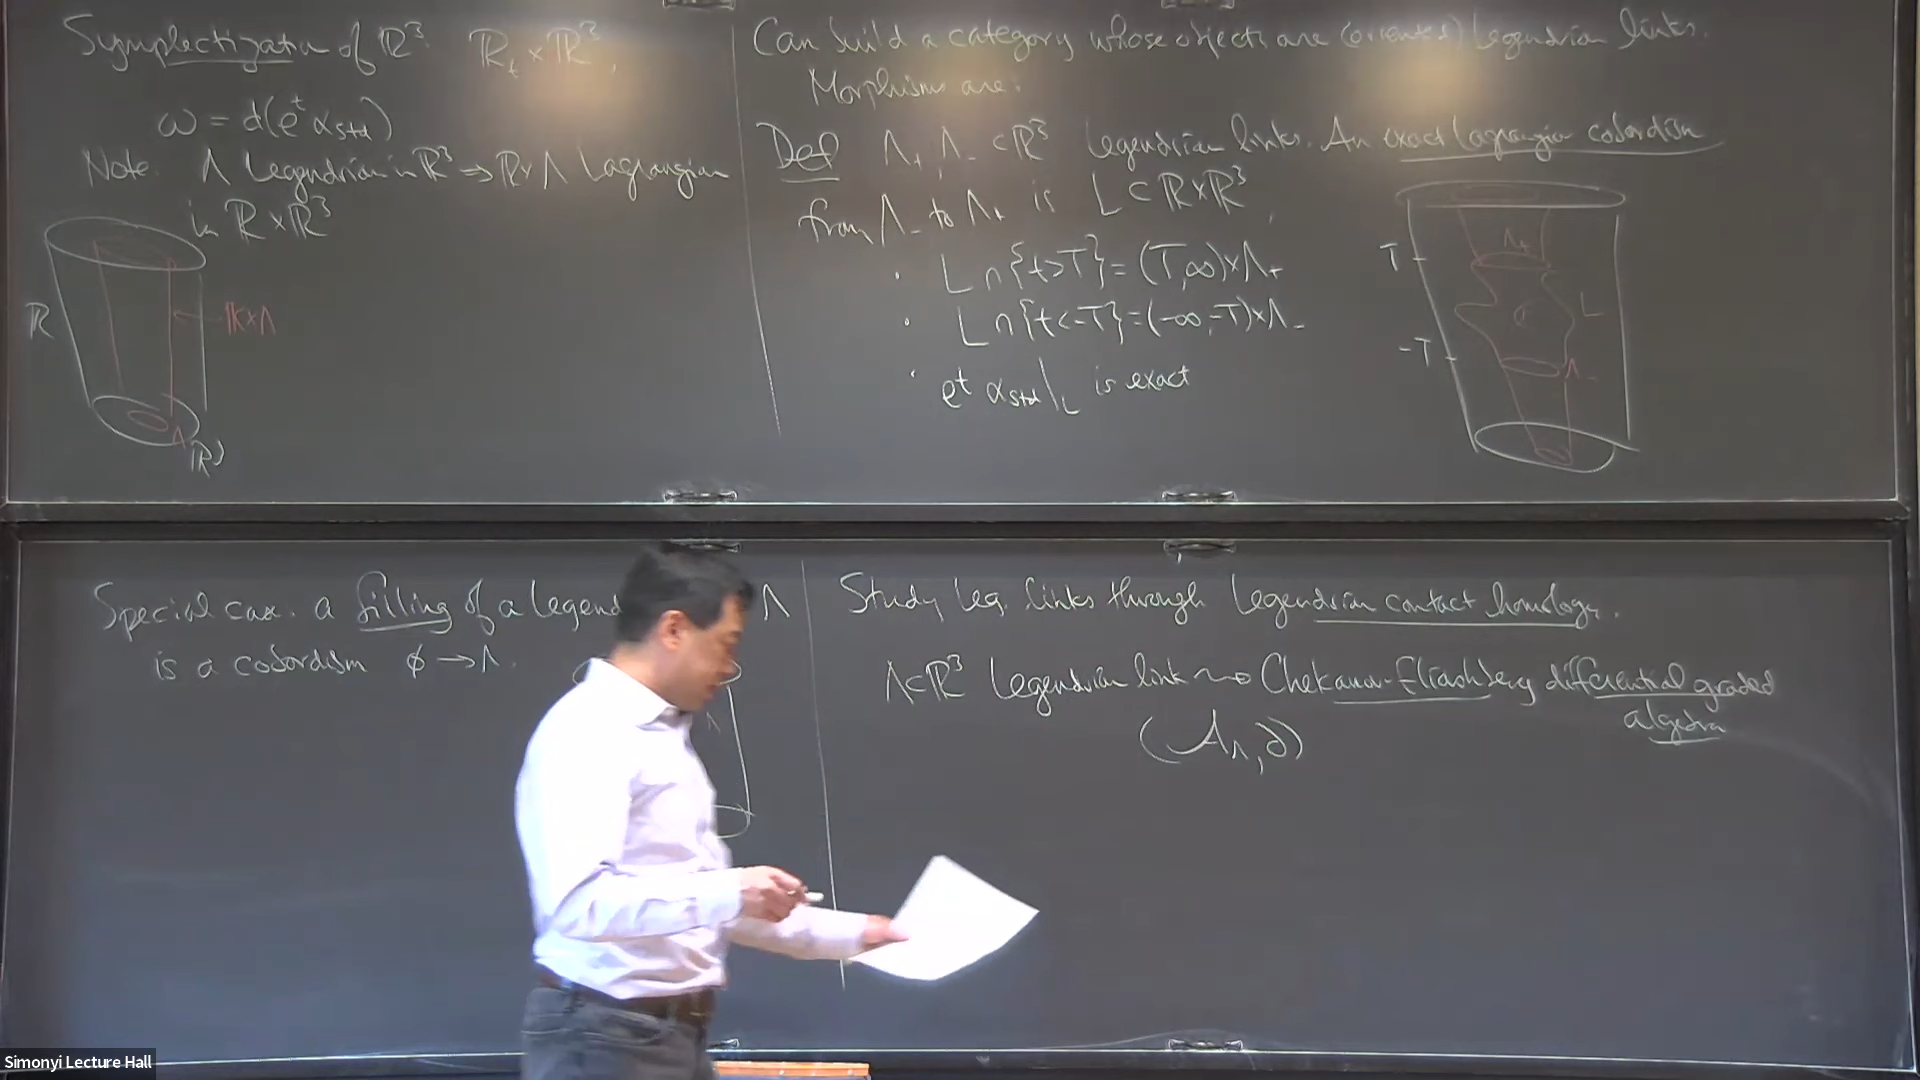 Symplectization of ℝ³: ℝₜ × ℝ³,
ω = d(eᵗ α_std)
Note: Λ Legendrian in ℝ³ ⇒ ℝ×Λ Lagrangian
in ℝ×ℝ³
ℝ
ℝ×Λ
Λ
ℝ³
Can build a category whose objects are (oriented) Legendrian links.
Morphisms are:
Def Λ₊, Λ₋ ⊂ ℝ³ Legendrian links. An exact Lagrangian cobordism
from Λ₋ to Λ₊ is L ⊂ ℝ×ℝ³,
· L ∩ {t>T} = (T,∞)×Λ₊
· L ∩ {t<-T} = (-∞,-T)×Λ₋
· eᵗ α_std|_L is exact
T
-T
Λ₊
L
Λ₋
Special case: a filling of a Legend Λ
is a cobordism ϕ → Λ.
Λ
Study Leg. links through Legendrian contact homology.
Λ⊂ℝ³ Legendrian link ⇝ Chekanov-Eliashberg differential graded
algebra
(𝒜_Λ, ∂)
Simonyi Lecture Hall